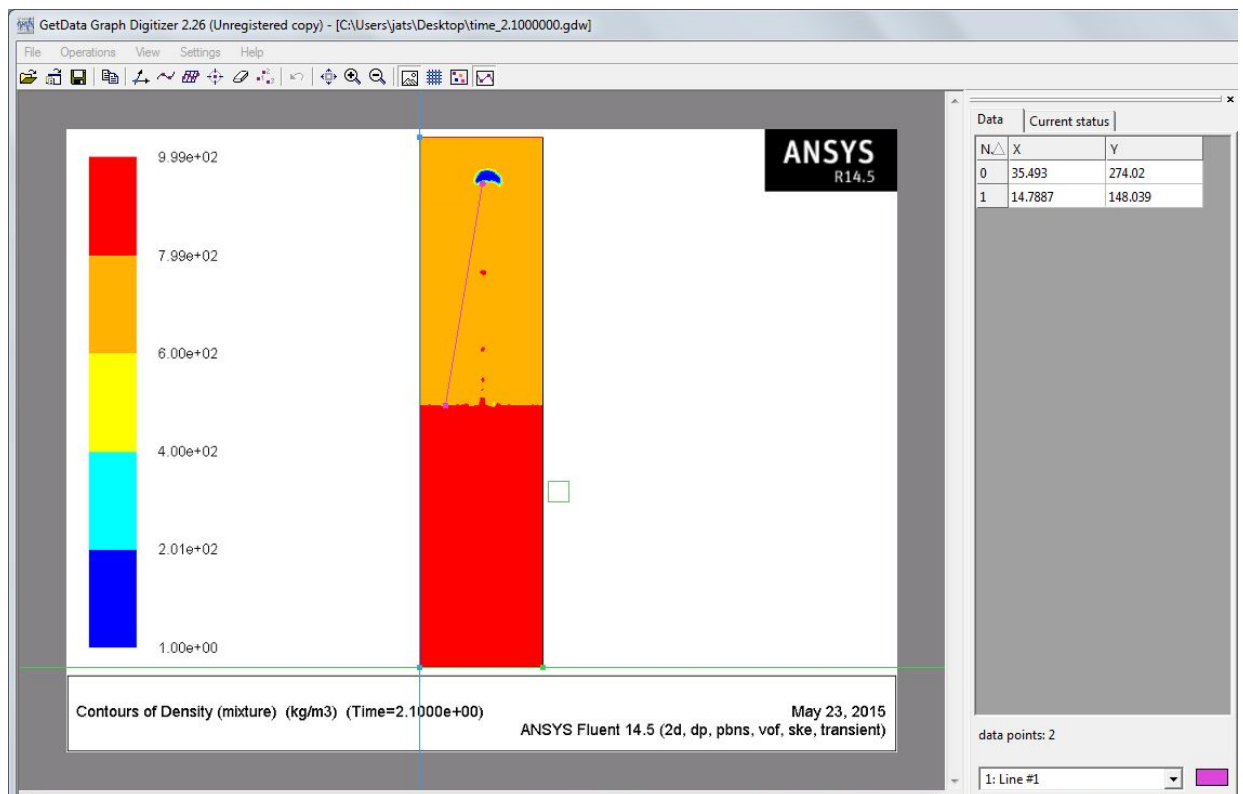 GetData Graph Digitizer 2.26 (Unregistered copy) - [C:\Users\jats\Desktop\time_2.1000000.gdw]
File Operations View Settings Help
Data Current status
N. X Y
0 35.493 274.02
1 14.7887 148.039
ANSYS
R14.5
9.99e+02
7.99e+02
6.00e+02
4.00e+02
2.01e+02
1.00e+00
Contours of Density (mixture) (kg/m3) (Time=2.1000e+00)
May 23, 2015
ANSYS Fluent 14.5 (2d, dp, pbns, vof, ske, transient)
data points: 2
1: Line #1